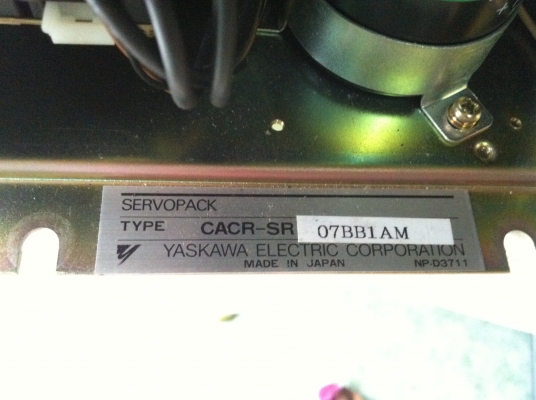 SERVOPACK
TYPE CACR-SR 07BB1AM
YASKAWA ELECTRIC CORPORATION
MADE IN JAPAN NP-D3711